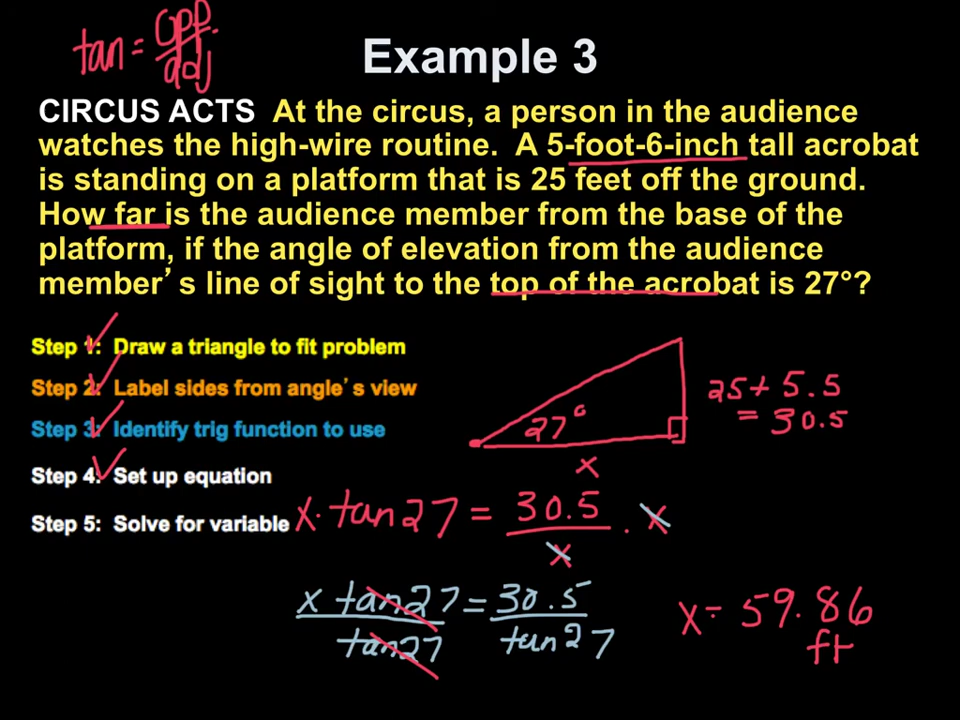 tan = opp. / adj
Example 3
CIRCUS ACTS At the circus, a person in the audience
watches the high-wire routine. A 5-foot-6-inch tall acrobat
is standing on a platform that is 25 feet off the ground.
How far is the audience member from the base of the
platform, if the angle of elevation from the audience
member’s line of sight to the top of the acrobat is 27°?
Step 1: Draw a triangle to fit problem
Step 2: Label sides from angle’s view
Step 3: Identify trig function to use
Step 4: Set up equation
Step 5: Solve for variable
27°
x
25 + 5.5
= 30.5
x · tan 27 = 30.5 / x · x
x tan 27 / tan 27 = 30.5 / tan 27
x = 59.86
ft